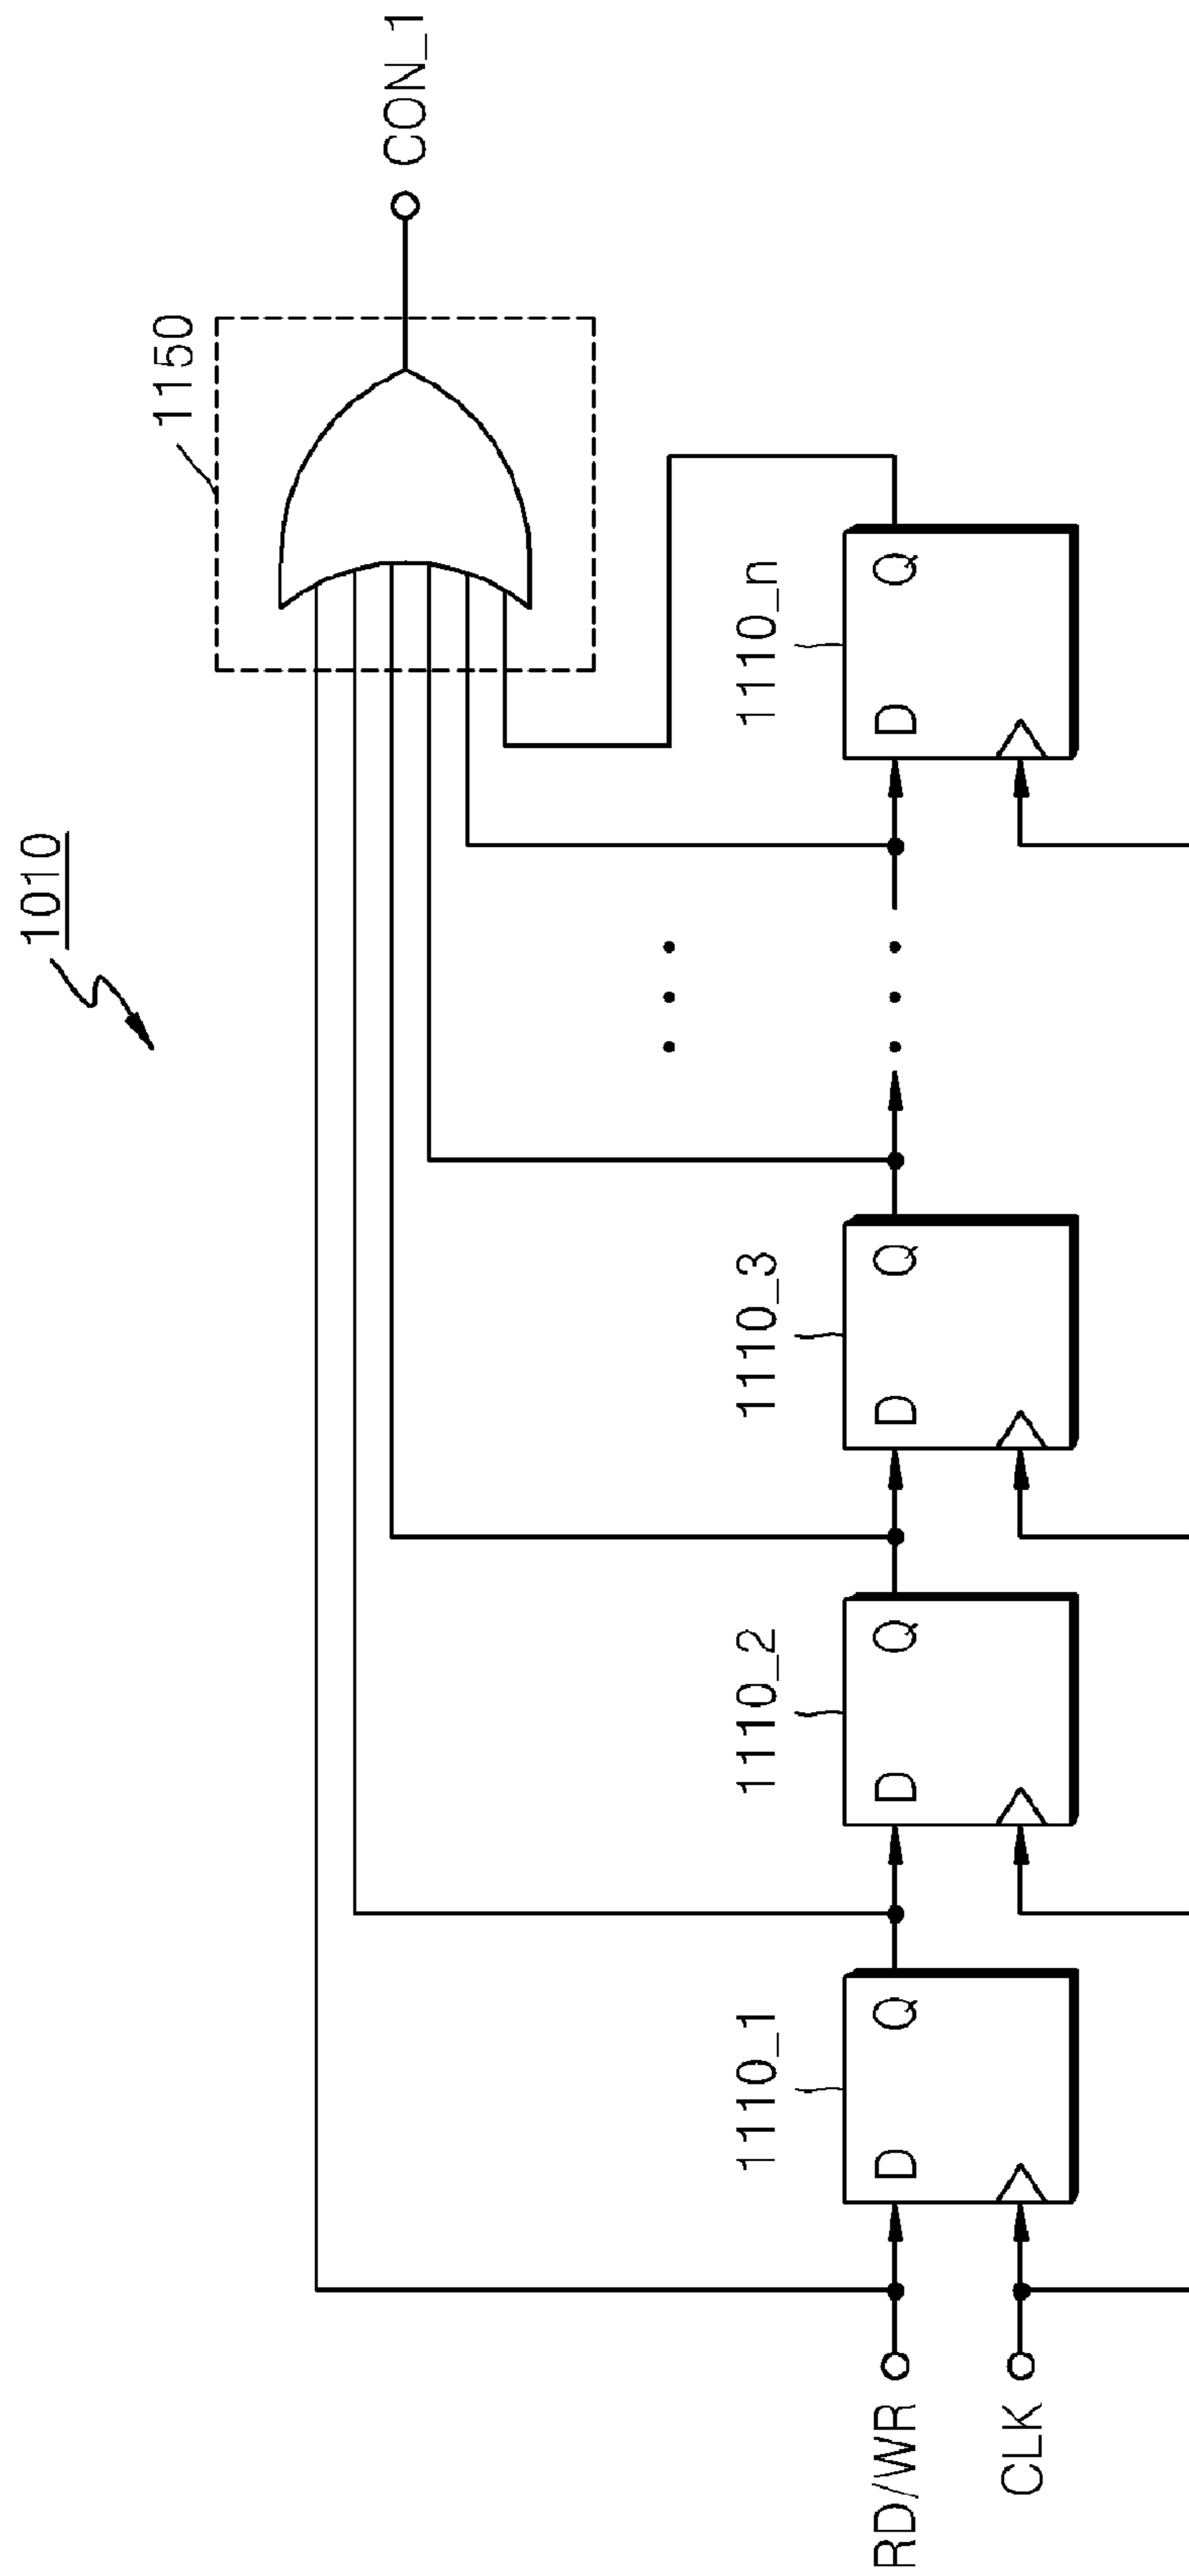 1010
1150
CON_1
1110_1
1110_2
1110_3
1110_n
D Q
D Q
D Q
D Q
RD/WR
CLK